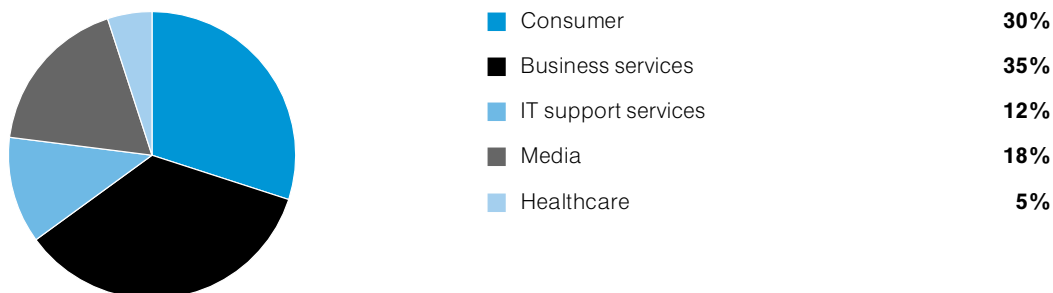 Consumer 30%
Business services 35%
IT support services 12%
Media 18%
Healthcare 5%